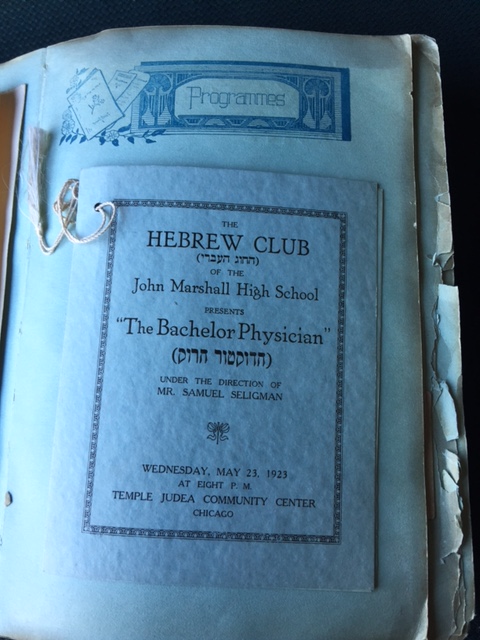 Programmes
THE
HEBREW CLUB
(החוג העברי)
OF THE
John Marshall High School
PRESENTS
"The Bachelor Physician"
(הדוקטור חרוק)
UNDER THE DIRECTION OF
MR. SAMUEL SELIGMAN
WEDNESDAY, MAY 23, 1923
AT EIGHT P. M.
TEMPLE JUDEA COMMUNITY CENTER
CHICAGO